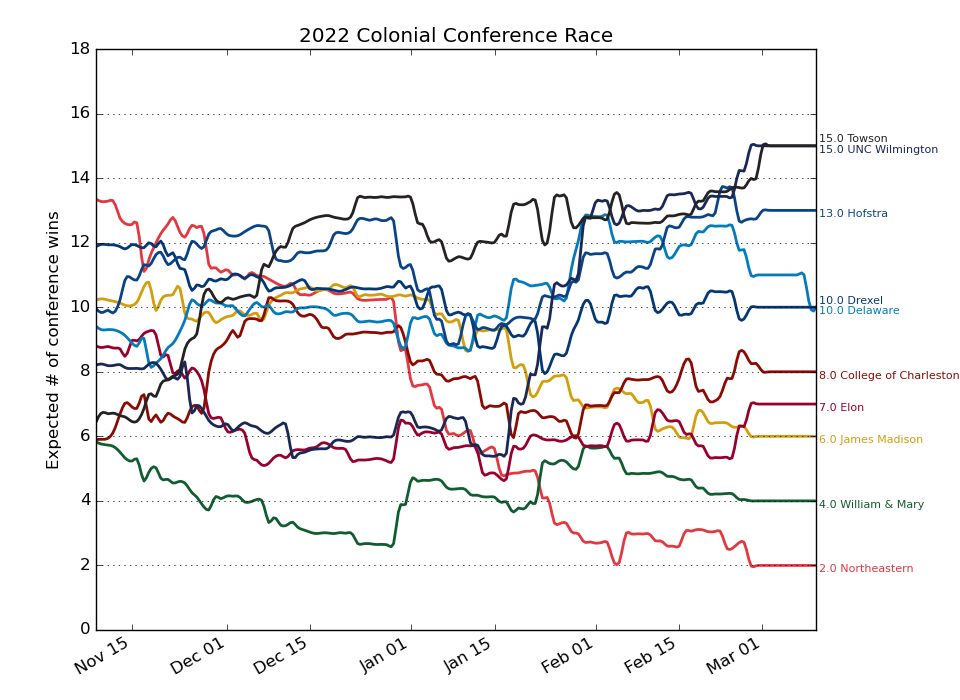 2022 Colonial Conference Race
Expected # of conference wins
18
16
14
12
10
8
6
4
2
0
Nov 15
Dec 01
Dec 15
Jan 01
Jan 15
Feb 01
Feb 15
Mar 01
15.0 Towson
15.0 UNC Wilmington
13.0 Hofstra
10.0 Drexel
10.0 Delaware
8.0 College of Charleston
7.0 Elon
6.0 James Madison
4.0 William & Mary
2.0 Northeastern